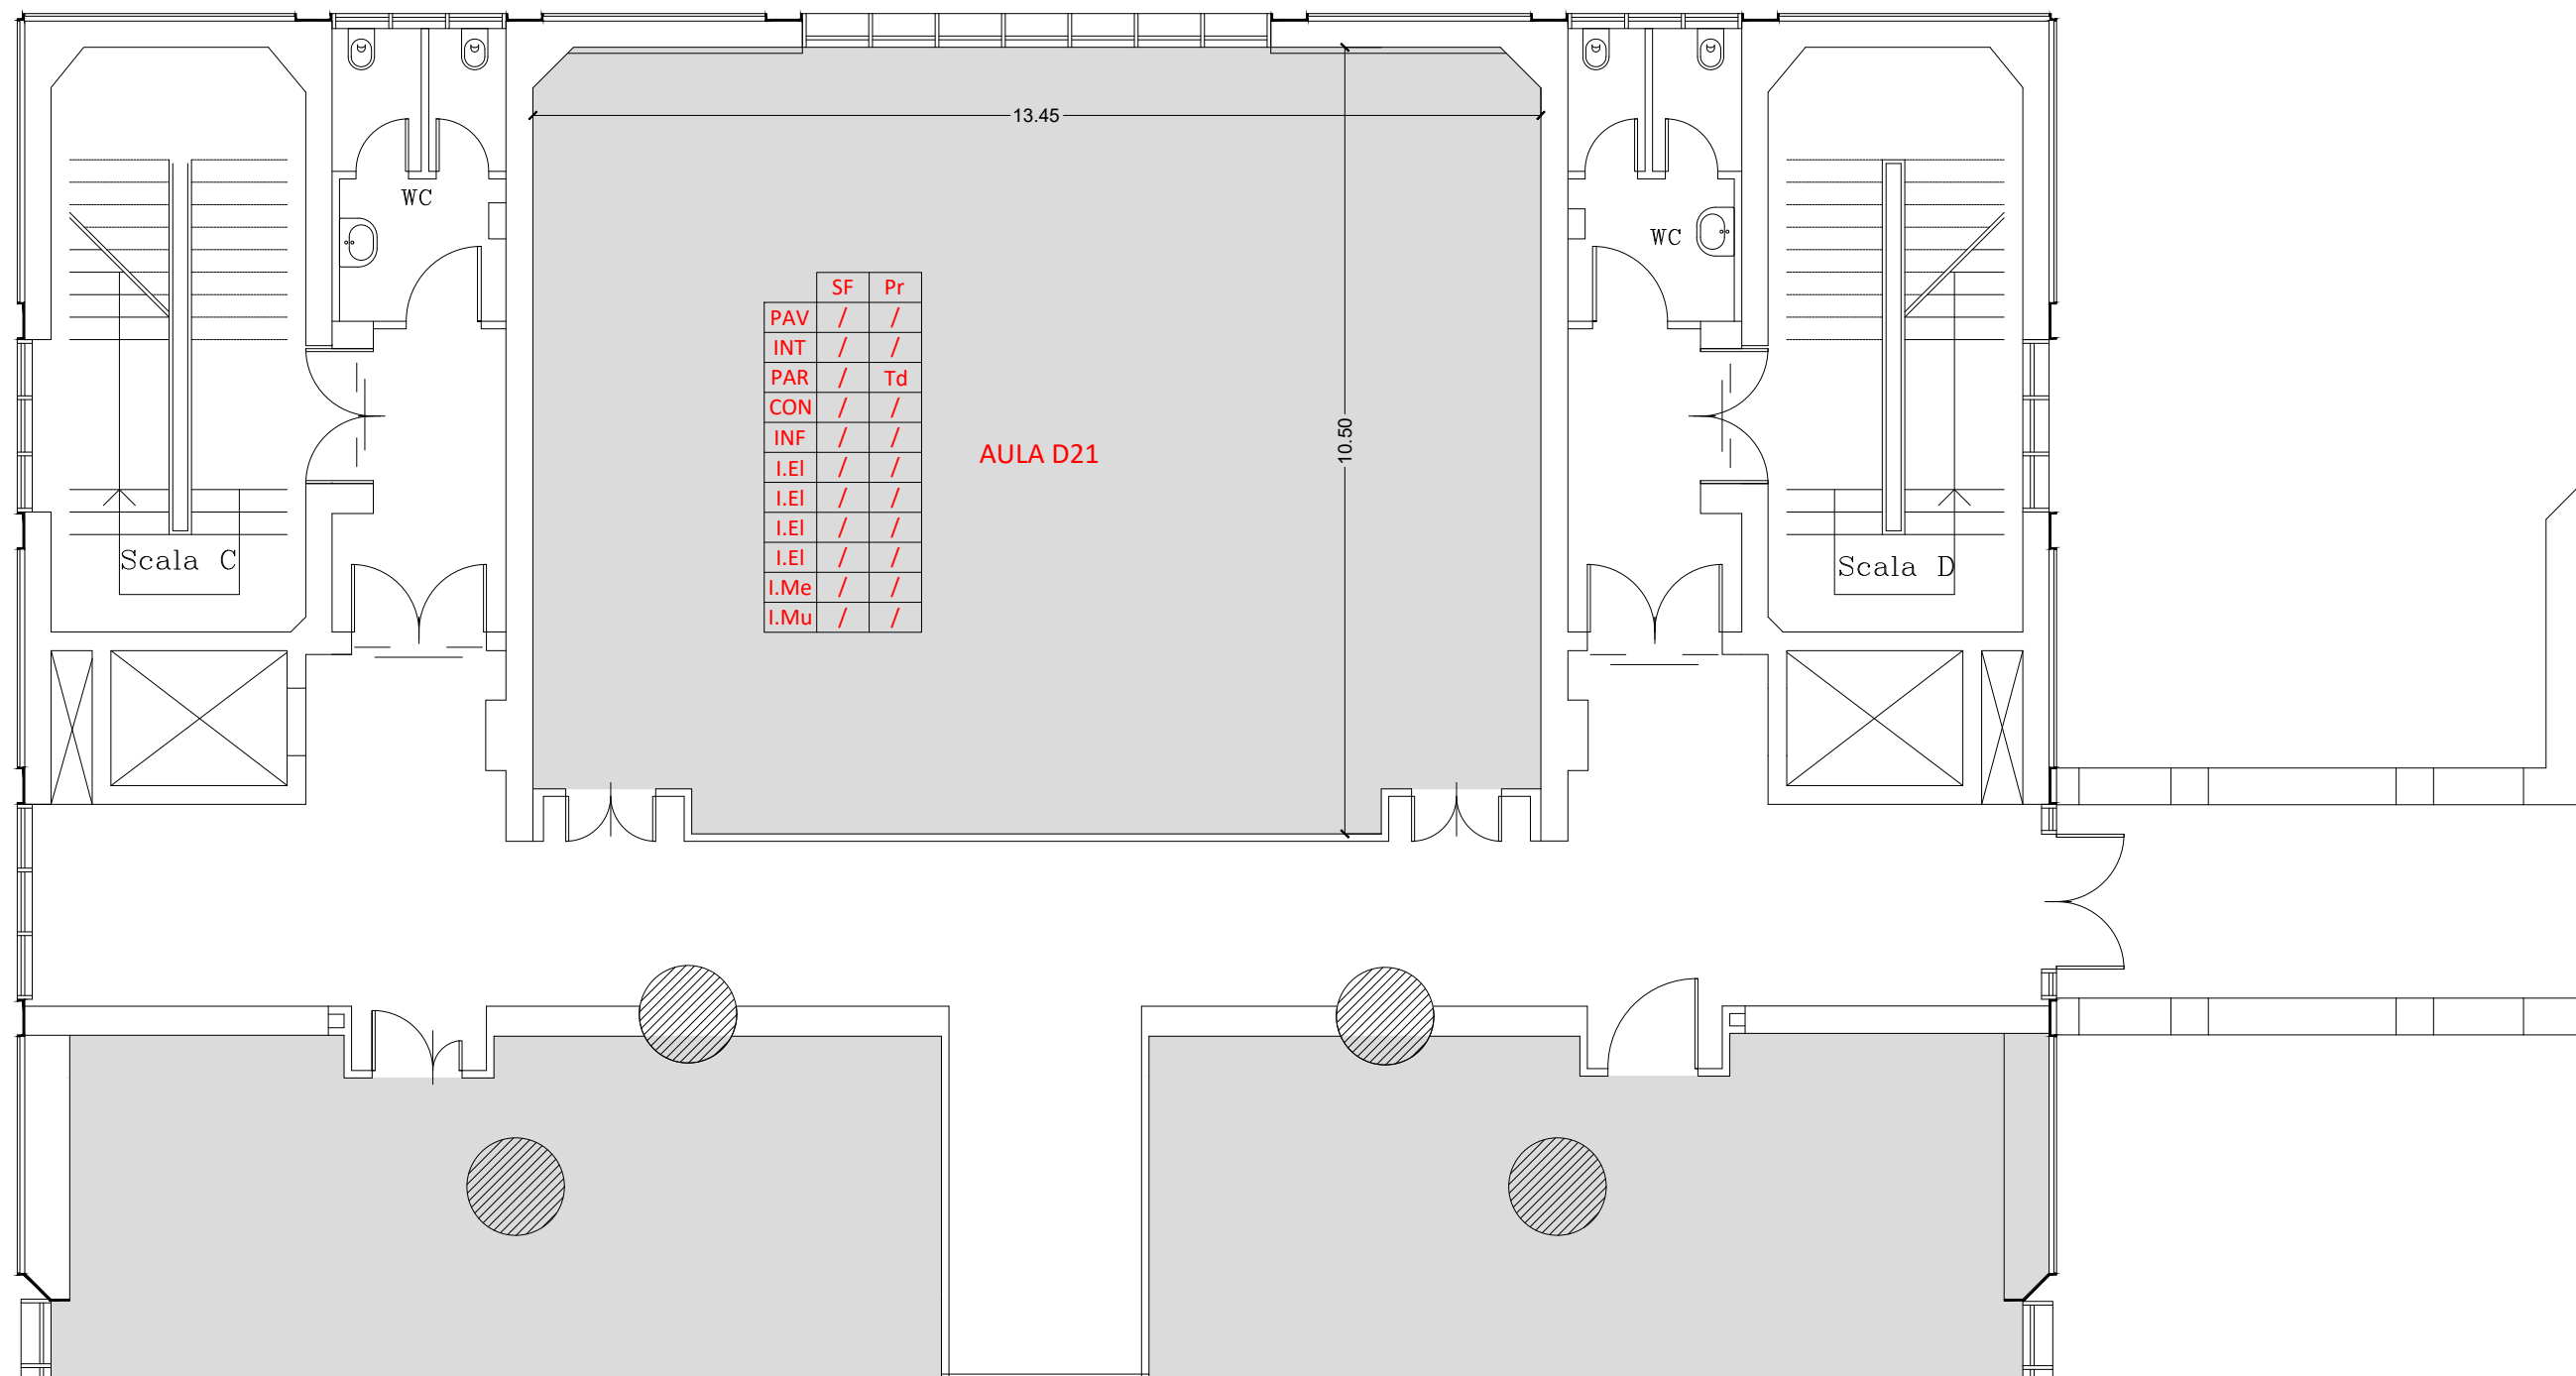 13.45
WC
WC
SF Pr
PAV / /
INT / /
PAR / Td
CON / /
INF / /
I.El / /
I.El / /
I.El / /
I.El / /
I.Me / /
I.Mu / /
AULA D21
10.50
Scala C
Scala D